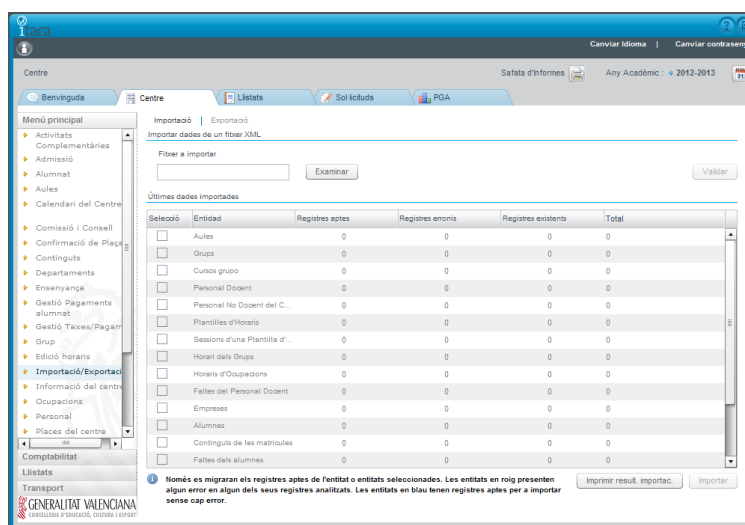 itaca
Canviar Idioma | Canviar contraseny
Centre
Safata d'Informes
Any Acadèmic : 2012-2013
31
Benvinguda
Centre
Llistats
Sol·licituds
PGA
Menú principal
Activitats
Complementàries
Admissió
Alumnat
Aules
Calendari del Centre
Comissió i Consell
Confirmació de Plaça
Continguts
Departaments
Ensenyança
Gestió Pagaments
alumnat
Gestió Taxes/Pagam
Grup
Edició horaris
Importació/Exportaci
Informació del centre
Ocupacions
Personal
Places del centre
Comptabilitat
Llistats
Transport
GENERALITAT VALENCIANA
CONSELLERIA D'EDUCACIÓ, CULTURA I ESPORT
Importació | Exportació
Importar dades de un fitxer XML
Fitxer a importar
Examinar
Validar
Últimes dades importades
Selecció Entidad Registres aptes Registres erronis Registres existents Total
Aules 0 0 0 0
Grups 0 0 0 0
Cursos grupo 0 0 0 0
Personal Docent 0 0 0 0
Personal No Docent del C... 0 0 0 0
Plantilles d'Horaris 0 0 0 0
Sessions d'una Plantilla d'... 0 0 0 0
Horari dels Grups 0 0 0 0
Horaris d'Ocupacions 0 0 0 0
Faltes del Personal Docent 0 0 0 0
Empreses 0 0 0 0
Alumnes 0 0 0 0
Continguts de les matricules 0 0 0 0
Faltes dels alumnes 0 0 0 0
Només es migraran els registres aptes de l'entitat o entitats seleccionades. Les entitats en roig presenten
algun error en algun dels seus registres analitzats. Les entitats en blau tenen registres aptes per a importar
sense cap error.
Imprimir result. importac.
Importar